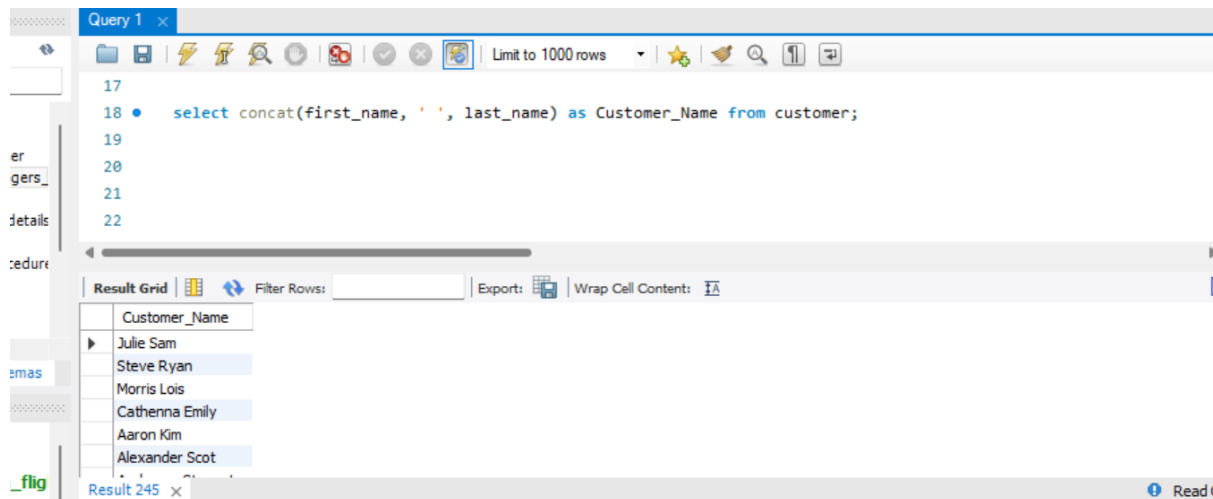 Query 1
Limit to 1000 rows
17
18 select concat(first_name, ' ', last_name) as Customer_Name from customer;
19
20
21
22
er
gers_
details
cedure
emas
_flig
Result Grid Filter Rows: Export: Wrap Cell Content:
Customer_Name
Julie Sam
Steve Ryan
Morris Lois
Cathenna Emily
Aaron Kim
Alexander Scot
Result 245
Read